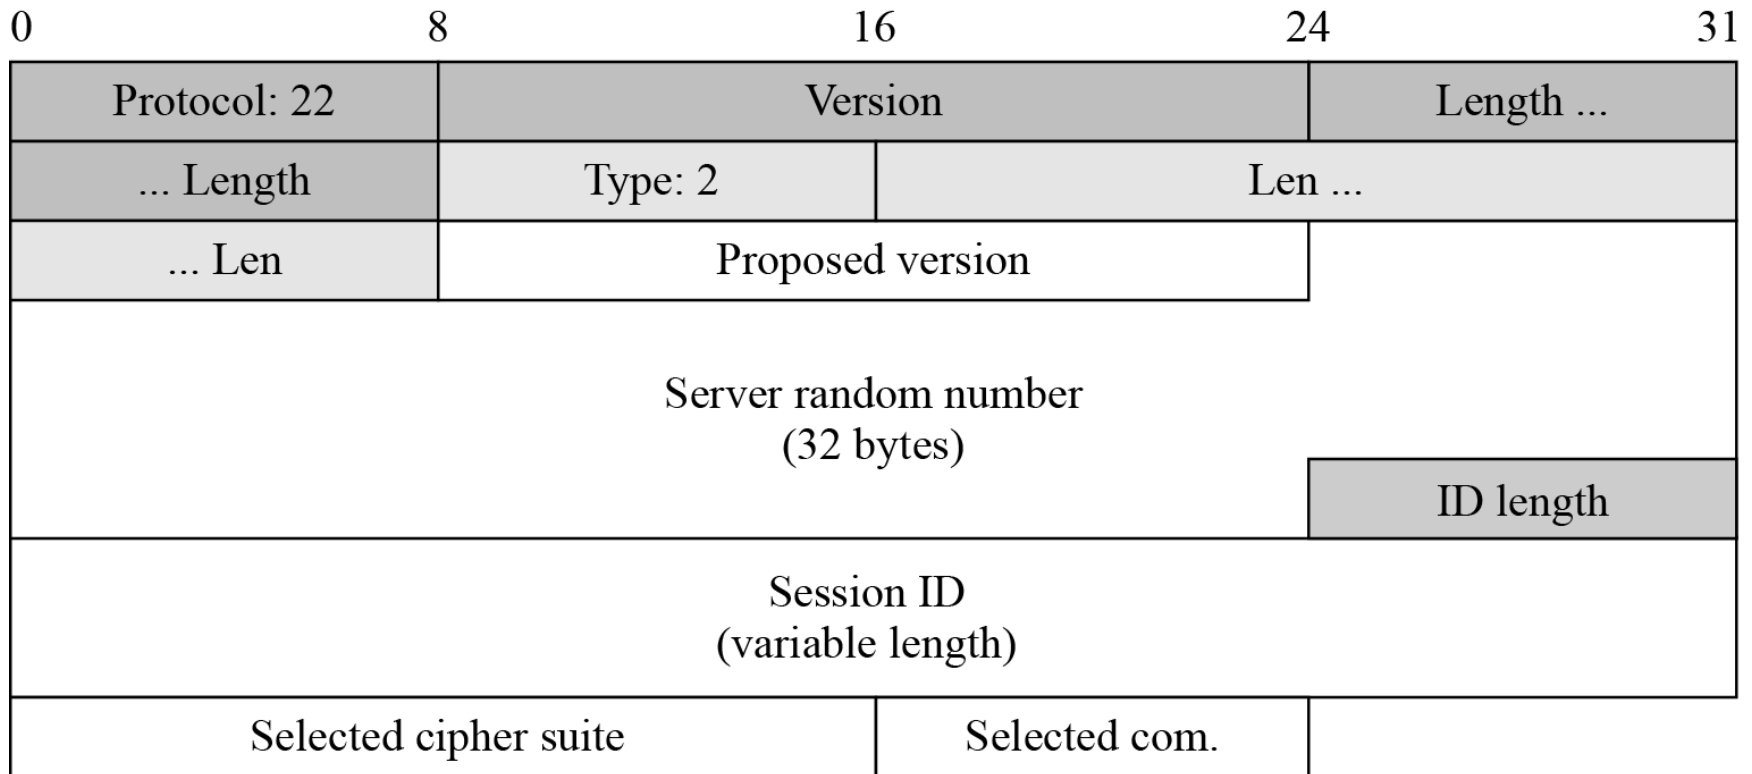 0 8 16 24 31
Protocol: 22 Version Length ...
... Length Type: 2 Len ...
... Len Proposed version
Server random number
(32 bytes)
ID length
Session ID
(variable length)
Selected cipher suite Selected com.